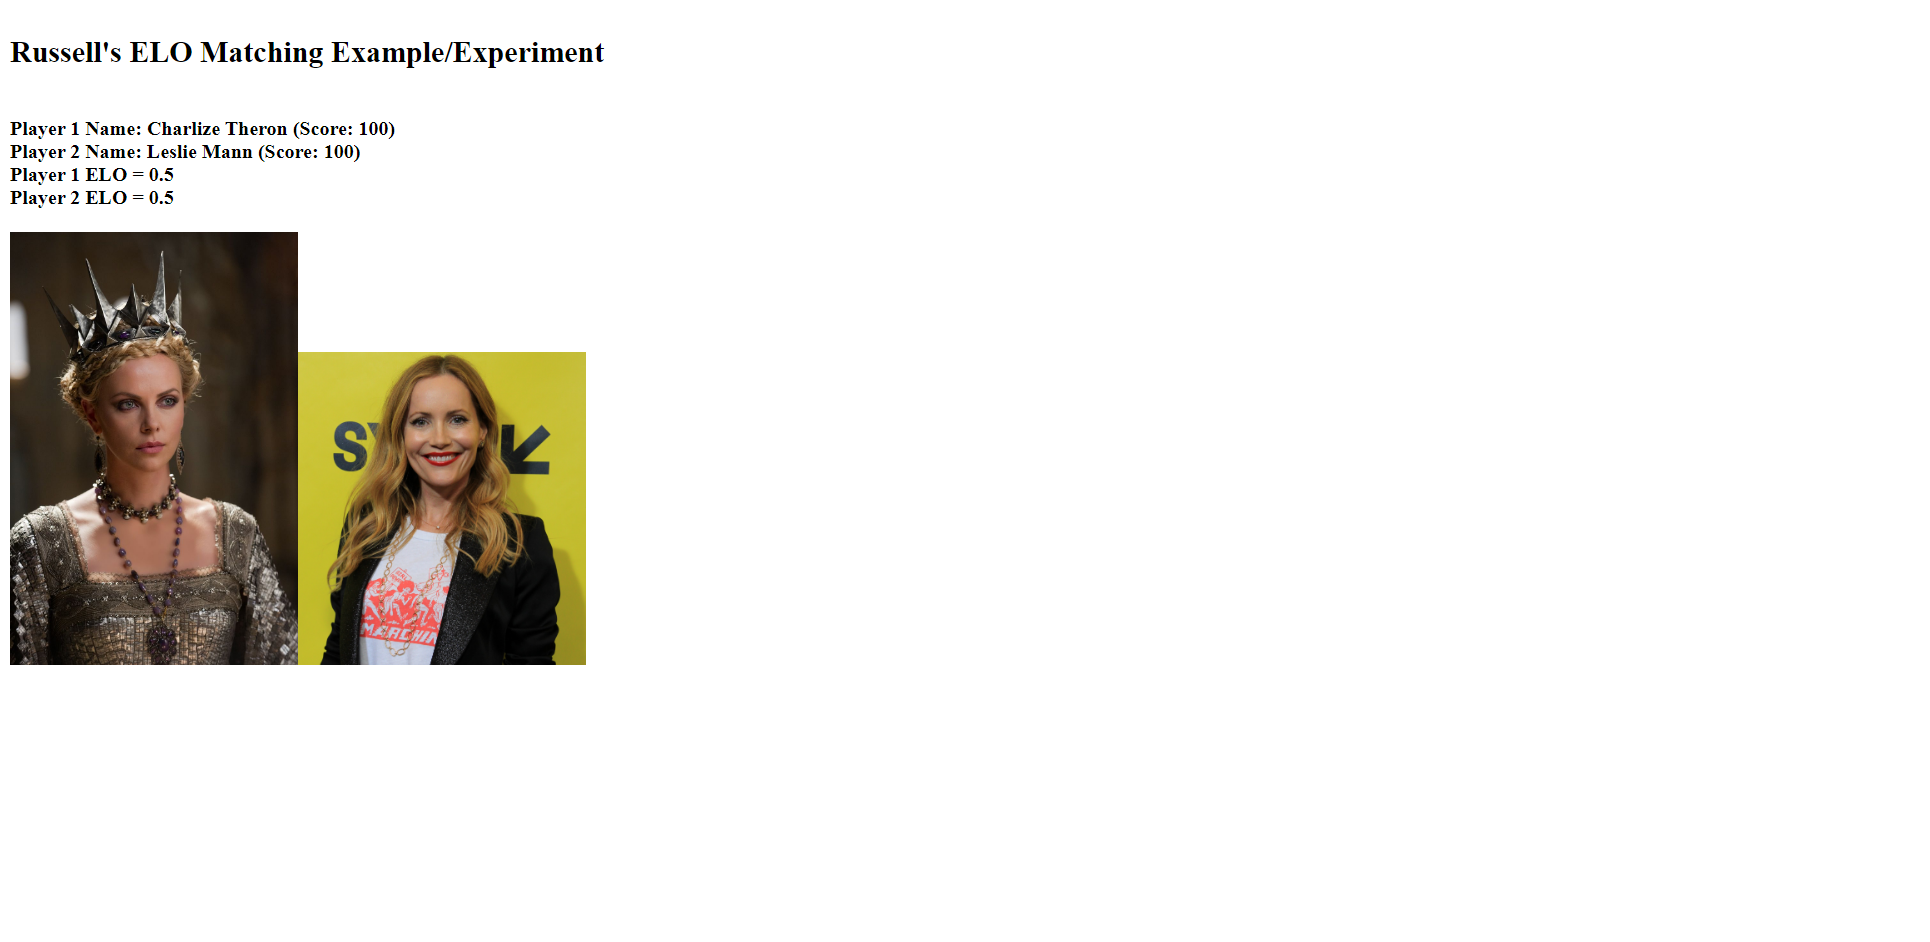 Russell's ELO Matching Example/Experiment
Player 1 Name: Charlize Theron (Score: 100)
Player 2 Name: Leslie Mann (Score: 100)
Player 1 ELO = 0.5
Player 2 ELO = 0.5